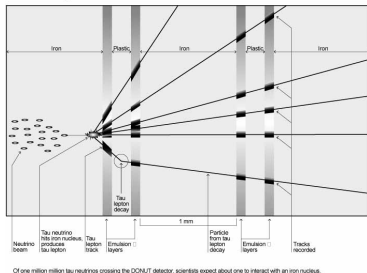 Iron Plastic Iron Plastic Iron
Tau
lepton
decay
1 mm
Neutrino
beam
Tau neutrino
hits iron nucleus,
produces
tau lepton
Tau
lepton
track
Emulsion
layers
Particle
from tau
lepton
decay
Emulsion
layers
Tracks
recorded
Of one million million tau neutrinos crossing the DONUT detector, scientists expect about one to interact with an iron nucleus.